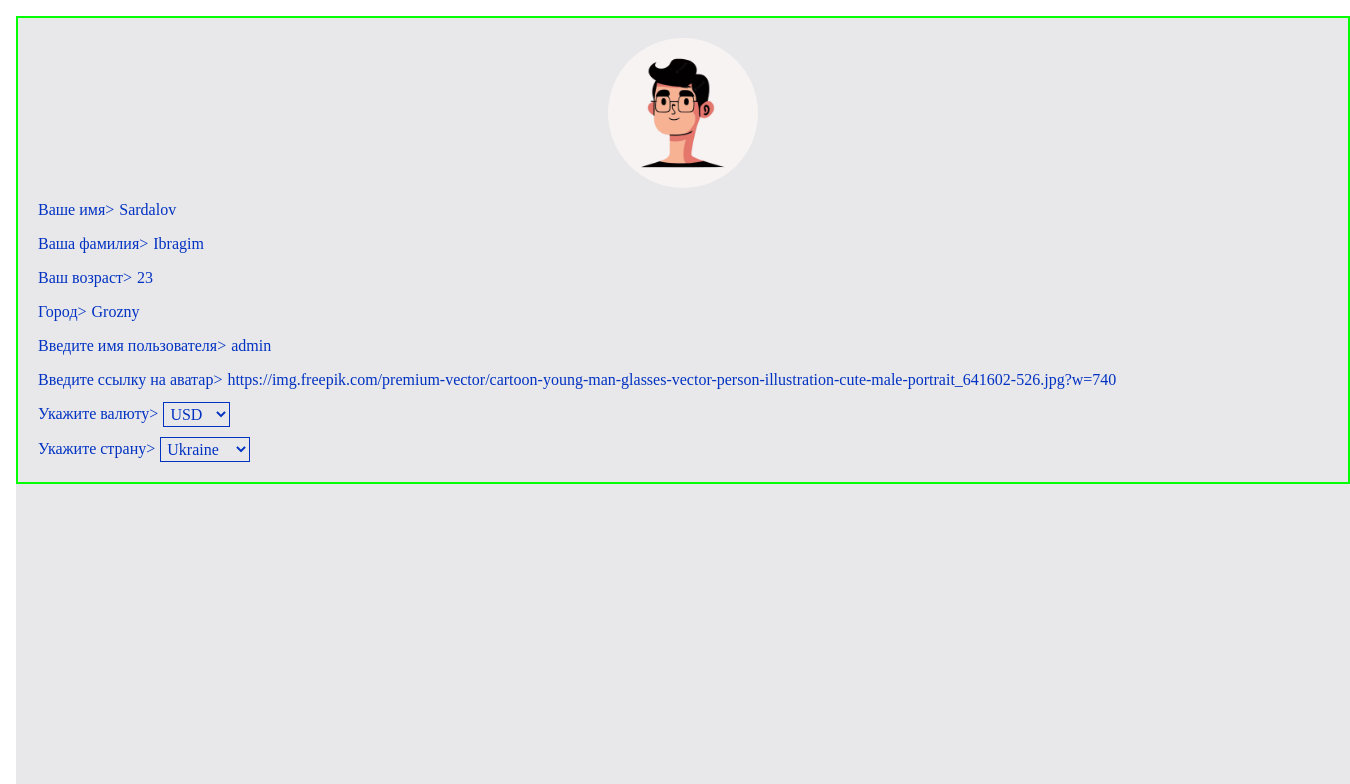 Ваше имя> Sardalov
Ваша фамилия> Ibragim
Ваш возраст> 23
Город> Grozny
Введите имя пользователя> admin
Введите ссылку на аватар> https://img.freepik.com/premium-vector/cartoon-young-man-glasses-vector-person-illustration-cute-male-portrait_641602-526.jpg?w=740
Укажите валюту> USD
Укажите страну> Ukraine